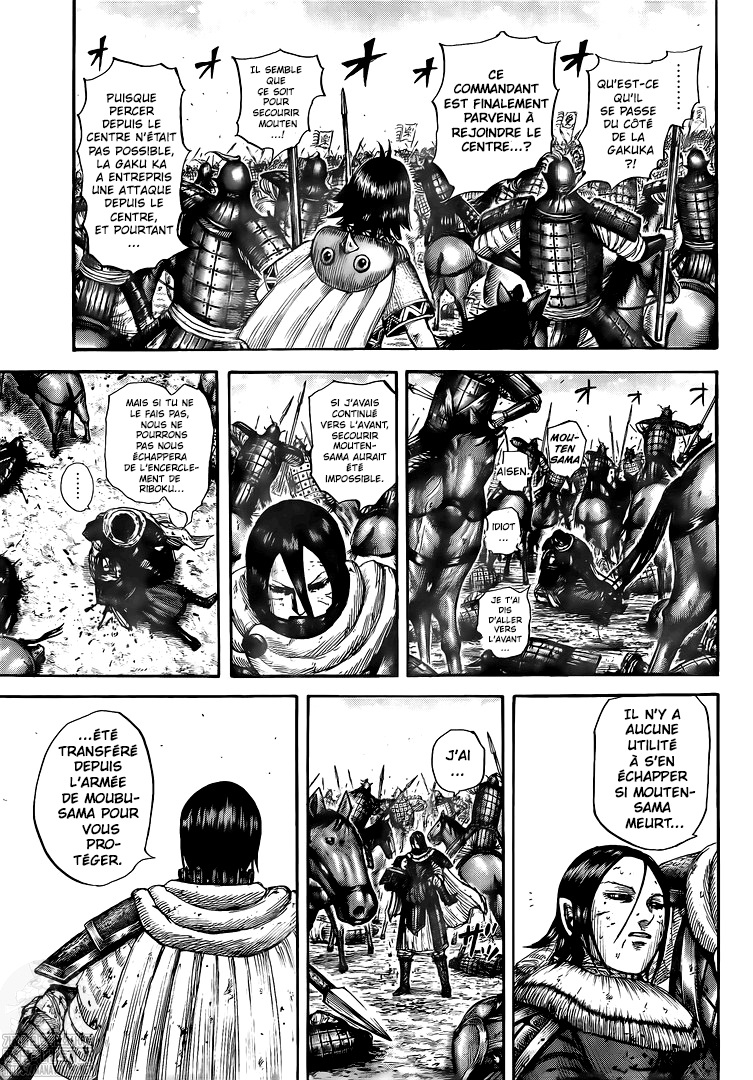 .........
QU'EST-CE
QU'IL
SE PASSE
DU CÔTÉ
DE LA
GAKUKA
?!
CE
COMMANDANT
EST FINALEMENT
PARVENU À
REJOINDRE LE
CENTRE...?
IL SEMBLE
QUE
ÇE SOIT
POUR
SECOURIR
MOUTEN
...!
PUISQUE
PERCER
DEPUIS LE
CENTRE N'ÉTAIT
PAS POSSIBLE,
LA GAKU KA
A ENTREPRIS
UNE ATTAQUE
DEPUIS LE
CENTRE,
ET POURTANT
...
MOU-
TEN
SAMA
AISEN.
IDIOT
...
JE T'AI
DIS
D'ALLER
VERS
L'AVANT
...
SI J'AVAIS
CONTINUÉ
VERS L'AVANT,
SECOURIR
MOUTEN-
SAMA AURAIT
ÉTÉ
IMPOSSIBLE.
MAIS SI TU NE
LE FAIS PAS,
NOUS NE
POURRONS
PAS NOUS
ÉCHAPPERA
DE L'ENCERCLE-
MENT DE
RIBOKU...
......
IL N'Y A
AUCUNE
UTILITÉ
À S'EN
ÉCHAPPER
SI MOUTEN-
SAMA
MEURT...
J'AI
...
...ÉTÉ
TRANSFÉRÉ
DEPUIS
L'ARMÉE
DE MOUBU-
SAMA POUR
VOUS
PRO-
TÉGER.